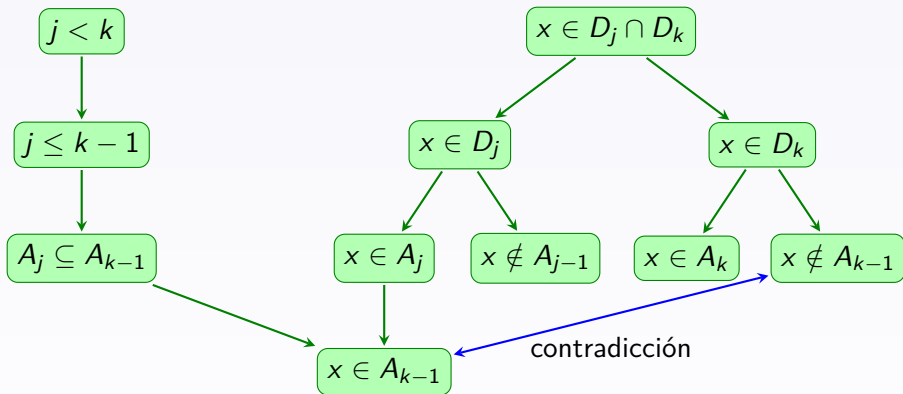 j < k
x ∈ D_j ∩ D_k
j ≤ k − 1
x ∈ D_j
x ∈ D_k
A_j ⊆ A_{k−1}
x ∈ A_j
x ∉ A_{j−1}
x ∈ A_k
x ∉ A_{k−1}
contradicción
x ∈ A_{k−1}